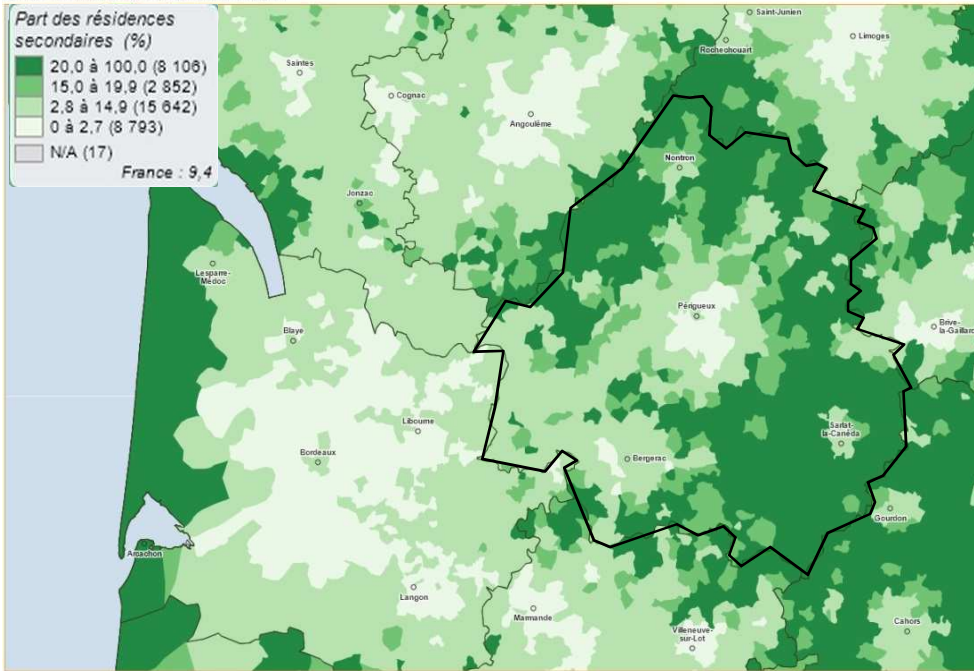 Part des résidences
secondaires (%)
20,0 à 100,0 (8 106)
15,0 à 19,9 (2 852)
2,8 à 14,9 (15 642)
0 à 2,7 (8 793)
N/A (17)
France : 9,4
Saint-Junien
Limoges
Rochechouart
Saintes
Cognac
Angoulême
Nontron
Jonzac
Lesparre-
Médoc
Périgueux
Blaye
Brive-
la-Gaillard
Libourne
Sarlat-
la-Canéda
Bordeaux
Bergerac
Gourdon
Arcachon
Langon
Marmande
Villeneuve-
sur-Lot
Cahors